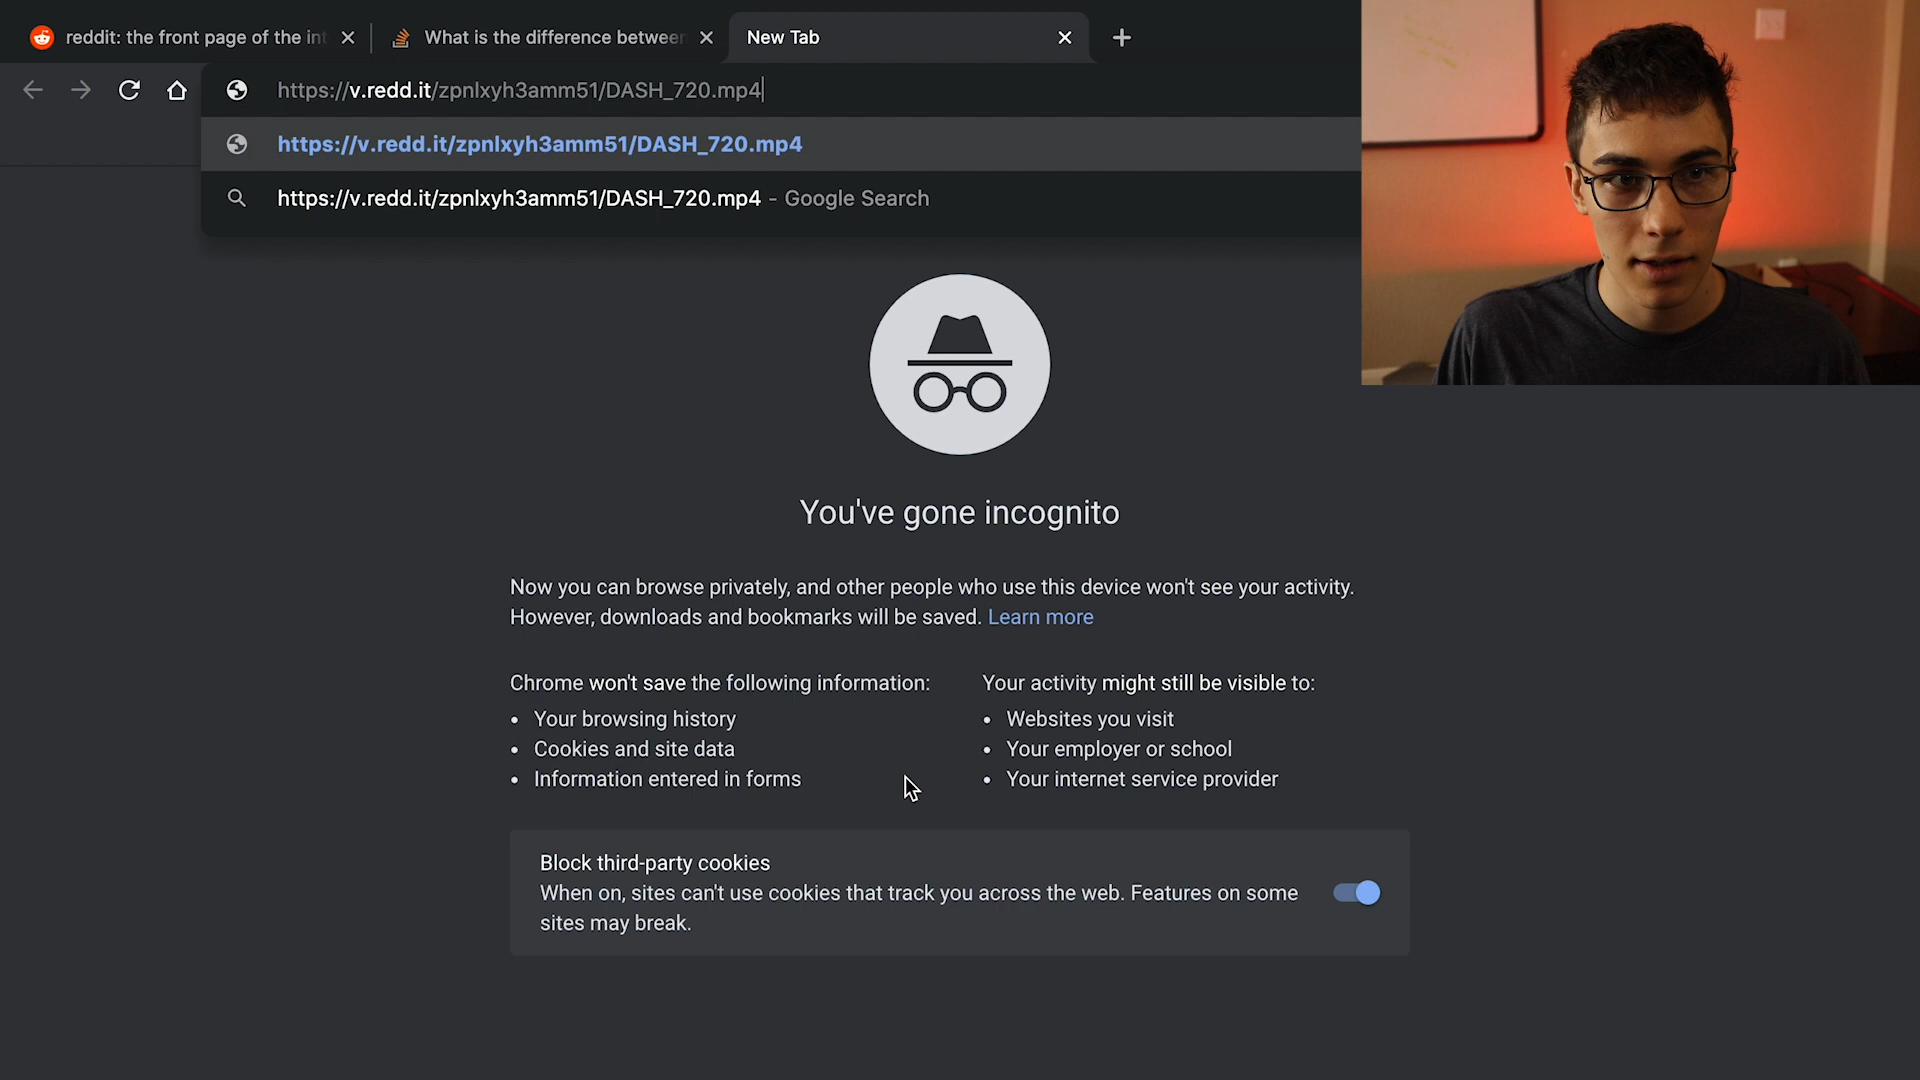 reddit: the front page of the int
What is the difference between
New Tab
https://v.redd.it/zpnlxyh3amm51/DASH_720.mp4
https://v.redd.it/zpnlxyh3amm51/DASH_720.mp4
https://v.redd.it/zpnlxyh3amm51/DASH_720.mp4 - Google Search
You've gone incognito
Now you can browse privately, and other people who use this device won't see your activity.
However, downloads and bookmarks will be saved. Learn more
Chrome won't save the following information:
• Your browsing history
• Cookies and site data
• Information entered in forms
Your activity might still be visible to:
• Websites you visit
• Your employer or school
• Your internet service provider
Block third-party cookies
When on, sites can't use cookies that track you across the web. Features on some
sites may break.